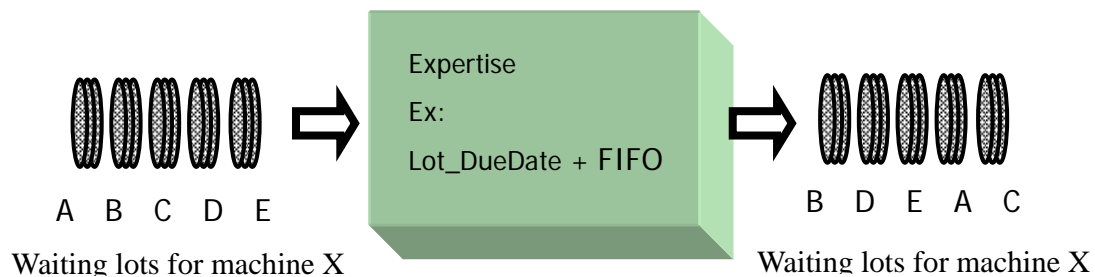 Expertise
Ex:
Lot_DueDate + FIFO
A B C D E
Waiting lots for machine X
B D E A C
Waiting lots for machine X